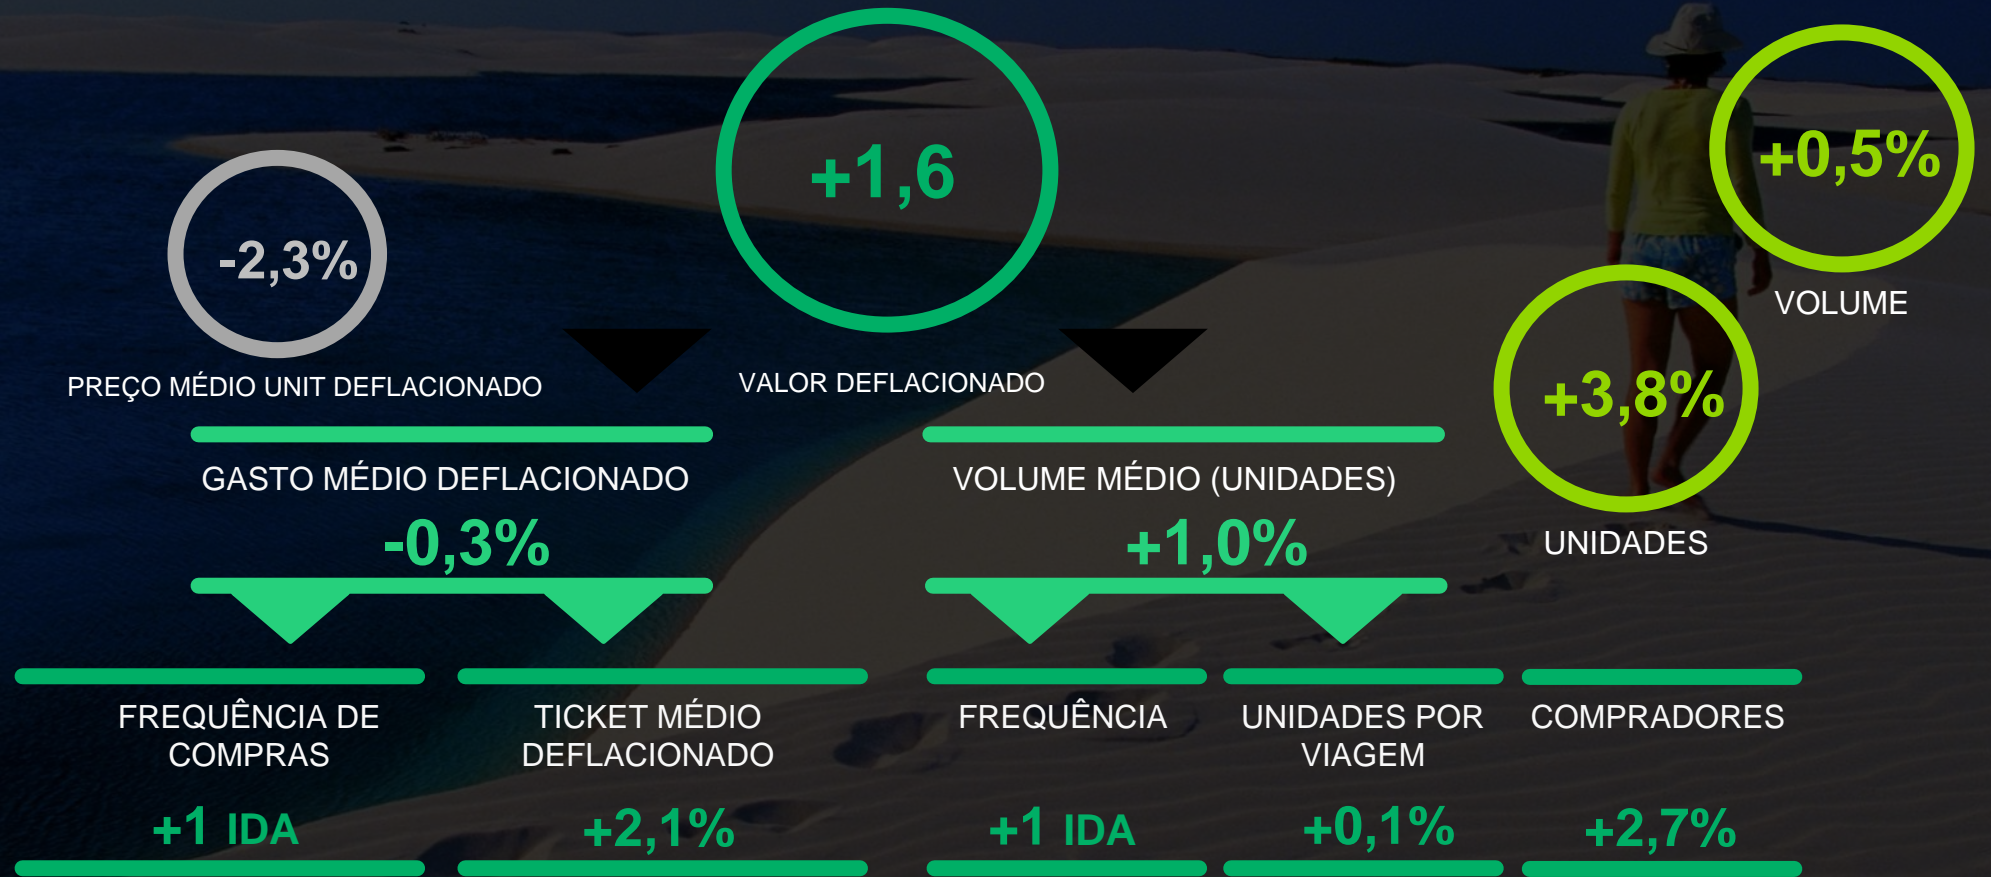 +1,6
+0,5%
-2,3%
VOLUME
+3,8%
PREÇO MÉDIO UNIT DEFLACIONADO
VALOR DEFLACIONADO
GASTO MÉDIO DEFLACIONADO
-0,3%
VOLUME MÉDIO (UNIDADES)
+1,0%
UNIDADES
FREQUÊNCIA DE
COMPRAS
+1 IDA
TICKET MÉDIO
DEFLACIONADO
+2,1%
FREQUÊNCIA
+1 IDA
UNIDADES POR
VIAGEM
+0,1%
COMPRADORES
+2,7%